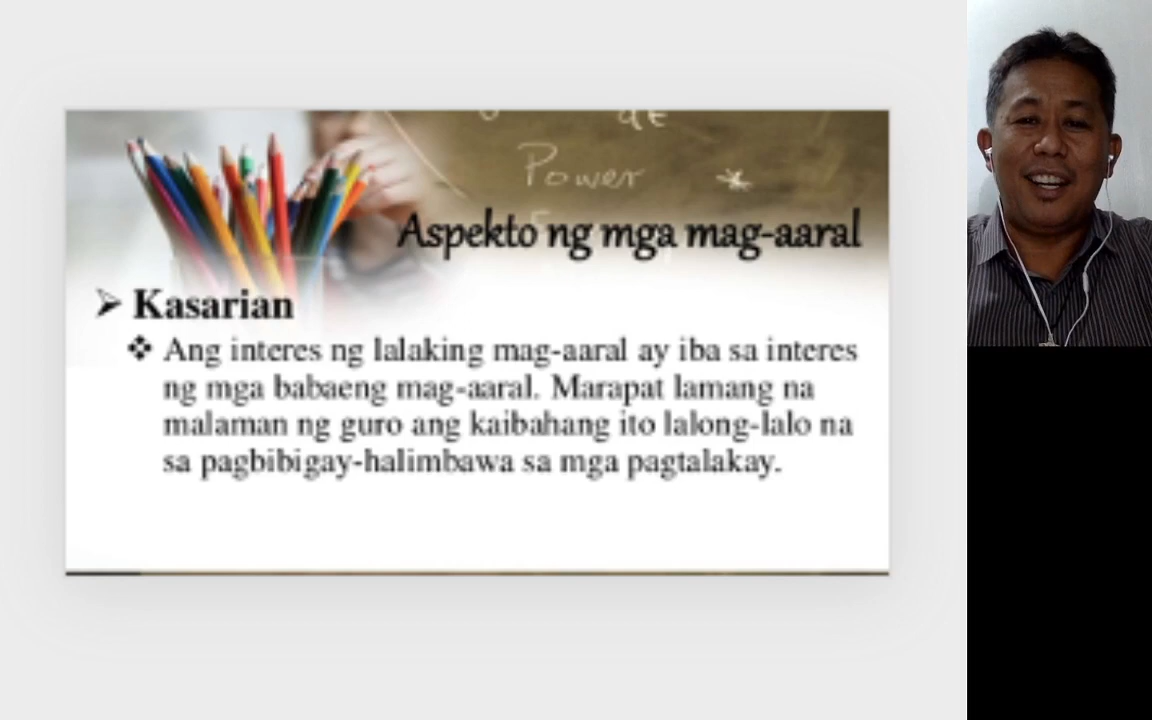 Power
Aspekto ng mga mag-aaral
Kasarian
Ang interes ng lalaking mag-aaral ay iba sa interes
ng mga babaeng mag-aaral. Marapat lamang na
malaman ng guro ang kaibahang ito lalong-lalo na
sa pagbibigay-halimbawa sa mga pagtalakay.